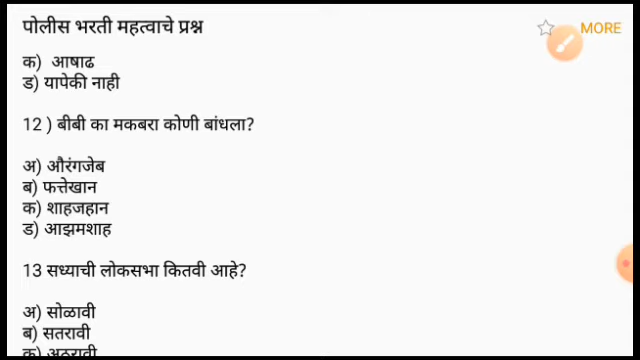 पोलीस भरती महत्वाचे प्रश्न
MORE
क) आषाढ
ड) यापेकी नाही
12 ) बीबी का मकबरा कोणी बांधला?
अ) औरंगजेब
ब) फत्तेखान
क) शाहजहान
ड) आझमशाह
13 सध्याची लोकसभा कितवी आहे?
अ) सोळावी
ब) सतरावी
क) अठरावी